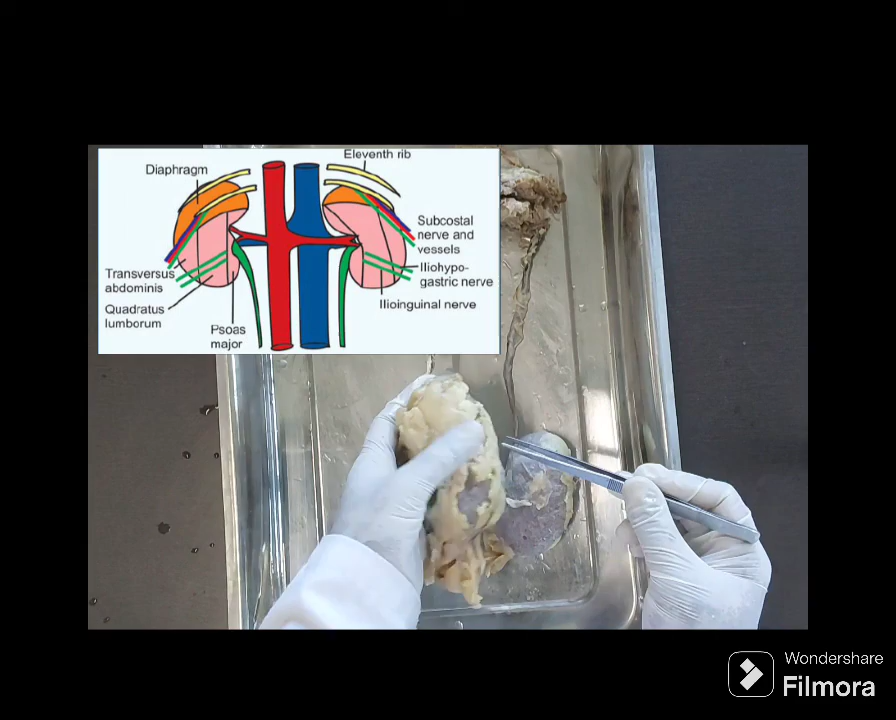 Eleventh rib
Diaphragm
Subcostal
nerve and
vessels
Iliohypo-
gastric nerve
Ilioinguinal nerve
Transversus
abdominis
Quadratus
lumborum
Psoas
major
Wondershare
Filmora